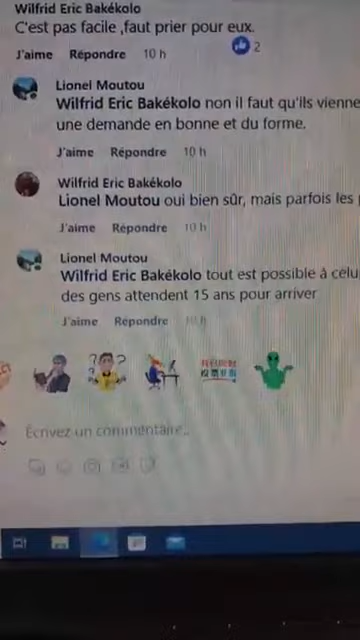 Wilfrid Eric Bakékolo
C'est pas facile ,faut prier pour eux.
J'aime Répondre 10 h 2
Lionel Moutou
Wilfrid Eric Bakékolo non il faut qu'ils vienne
une demande en bonne et du forme.
J'aime Répondre 10 h
Wilfrid Eric Bakékolo
Lionel Moutou oui bien sûr, mais parfois les
J'aime Répondre 10 h
Lionel Moutou
Wilfrid Eric Bakékolo tout est possible à celu
des gens attendent 15 ans pour arriver
J'aime Répondre 10 h
Écrivez un commentaire...